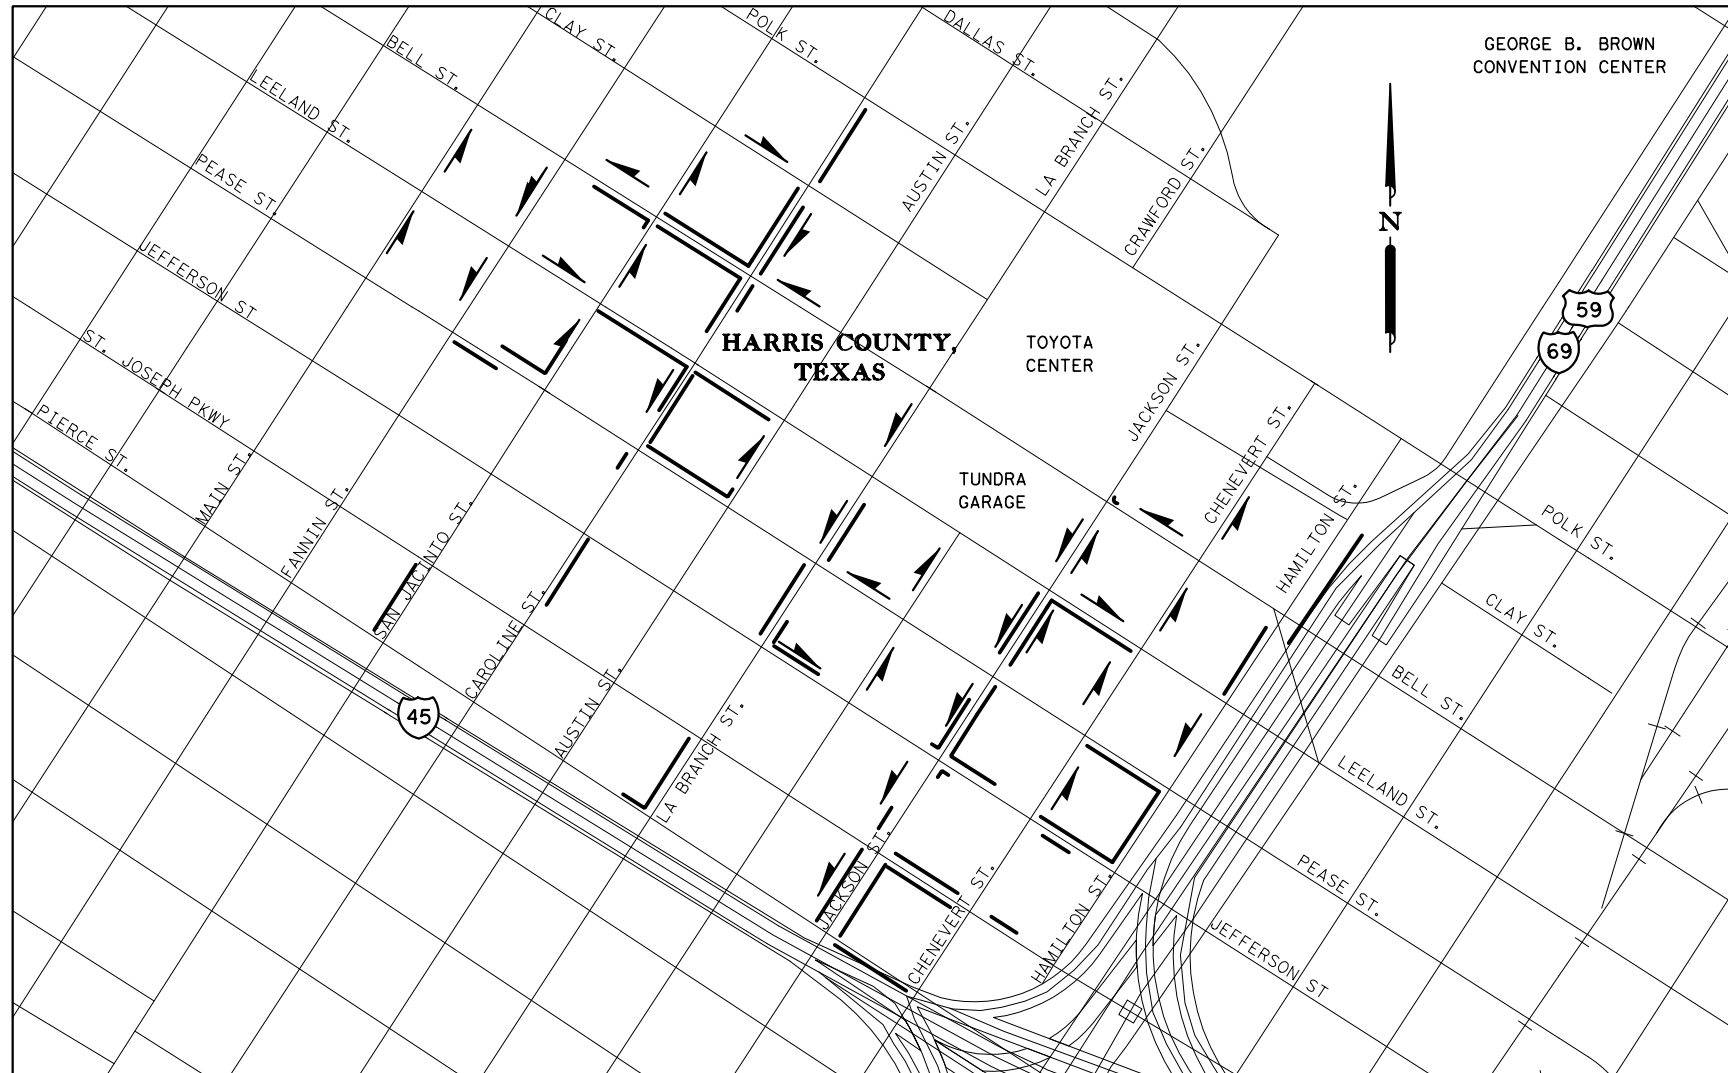 CLAY ST.
POLK ST.
DALLAS ST.
GEORGE B. BROWN
CONVENTION CENTER
BELL ST.
LEELAND ST.
LA BRANCH ST.
AUSTIN ST.
CRAWFORD ST.
PEASE ST.
N
JEFFERSON ST
59
69
HARRIS COUNTY,
TEXAS
TOYOTA
CENTER
ST. JOSEPH PKWY
JACKSON ST.
PIERCE ST.
CHENEVERT ST.
MAIN ST.
TUNDRA
GARAGE
FANNIN ST.
SAN JACINTO ST.
HAMILTON ST.
POLK ST.
CAROLINE ST.
CLAY ST.
AUSTIN ST.
BELL ST.
45
LA BRANCH ST.
LEELAND ST.
JACKSON ST.
CHENEVERT ST.
HAMILTON ST.
PEASE ST.
JEFFERSON ST